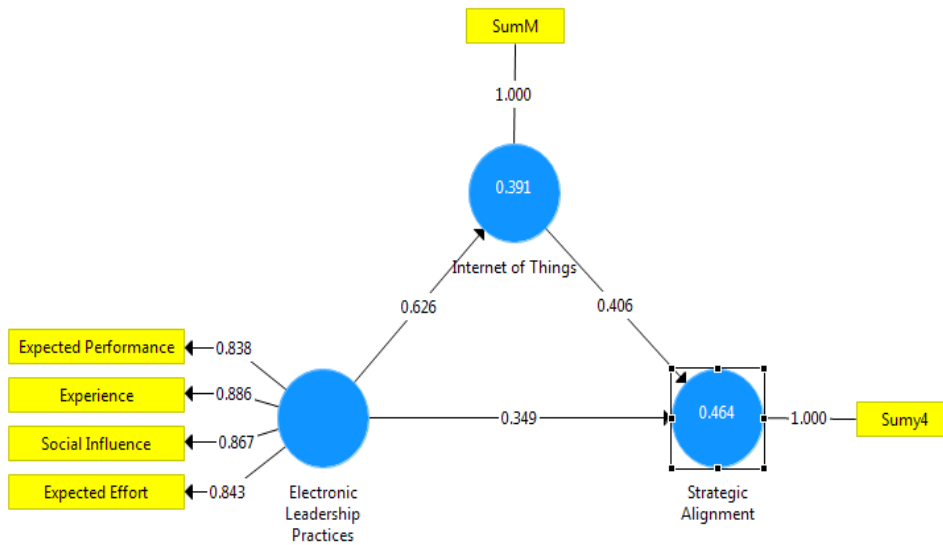 SumM
1.000
0.391
Internet of Things
0.626
0.406
Expected Performance
0.838
Experience
0.886
Social Influence
0.867
Expected Effort
0.843
0.349
0.464
1.000
Sumy4
Electronic
Leadership
Practices
Strategic
Alignment